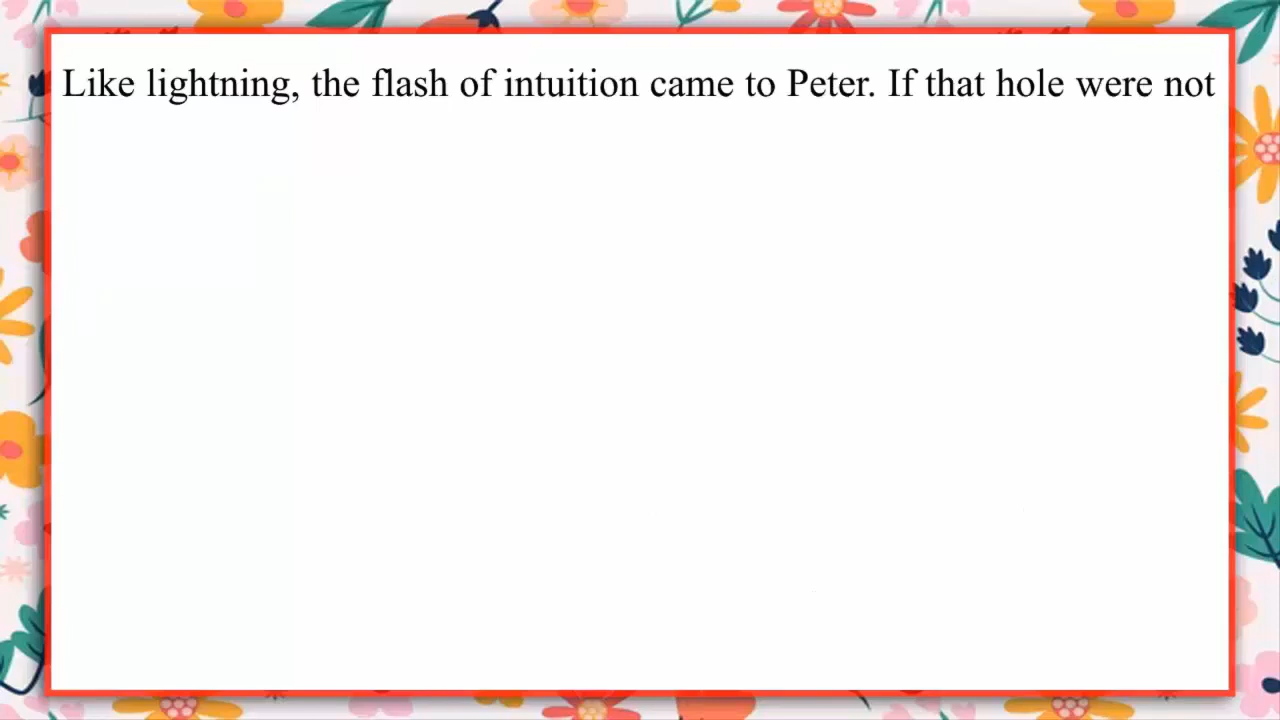 Like lightning, the flash of intuition came to Peter. If that hole were not